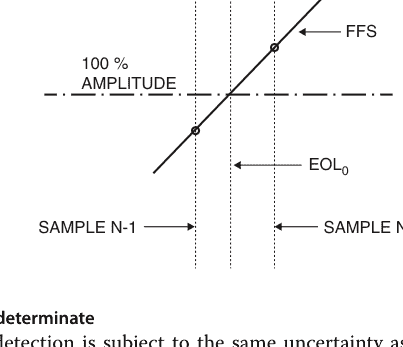 FFS
100 %
AMPLITUDE
EOL0
SAMPLE N-1
SAMPLE N
determinate
detection is subject to the same uncertainty as